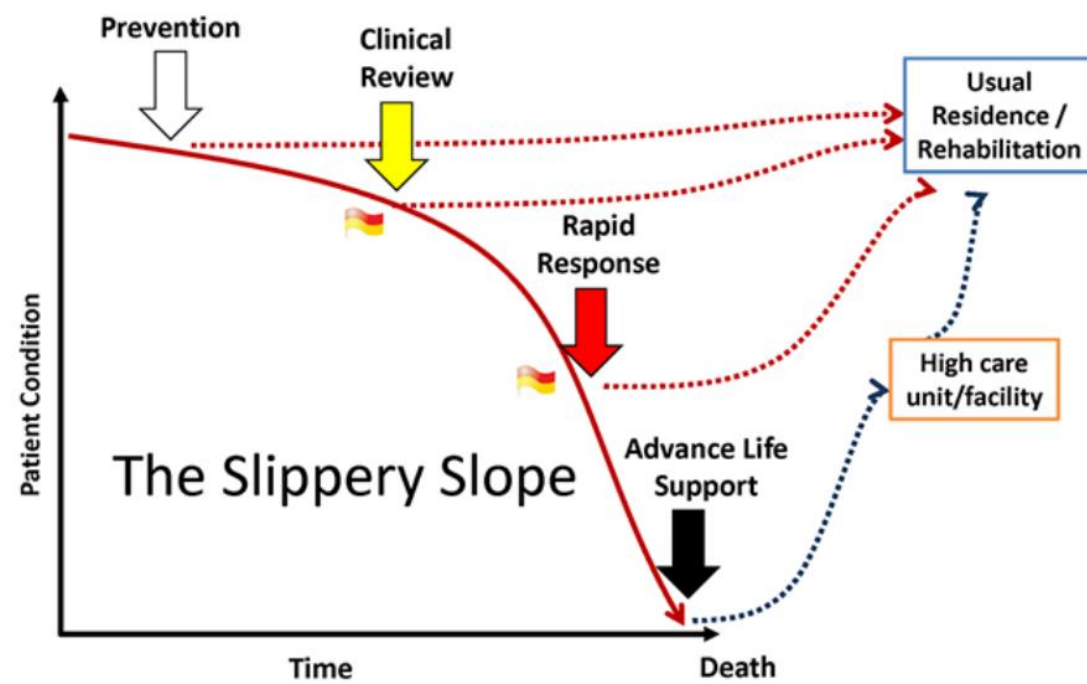 Prevention
Clinical
Review
Usual
Residence /
Rehabilitation
Rapid
Response
High care
unit/facility
Patient Condition
The Slippery Slope
Advance Life
Support
Time
Death